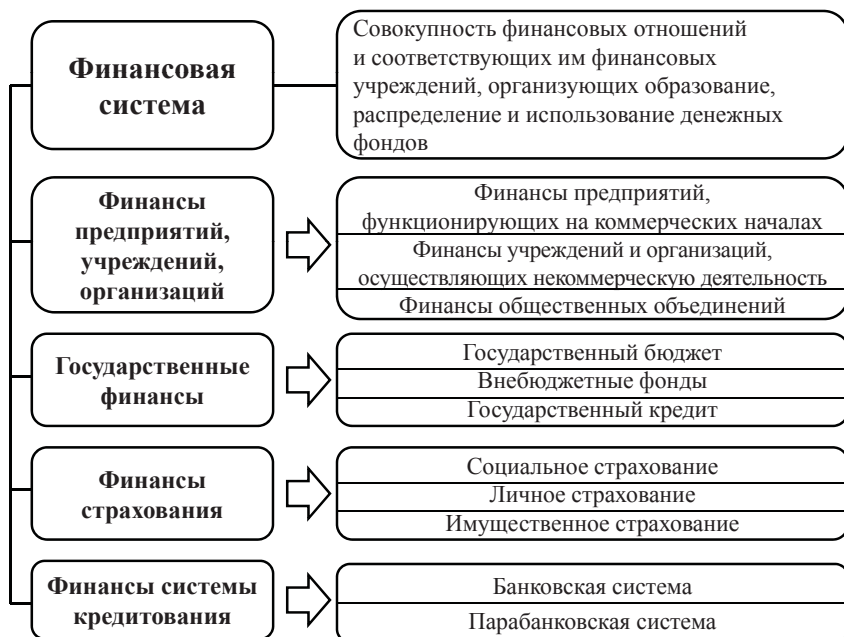 Финансовая
система
Совокупность финансовых отношений
и соответствующих им финансовых
учреждений, организующих образование,
распределение и использование денежных
фондов
Финансы
предприятий,
учреждений,
организаций
Финансы предприятий,
функционирующих на коммерческих началах
Финансы учреждений и организаций,
осуществляющих некоммерческую деятельность
Финансы общественных объединений
Государственные
финансы
Государственный бюджет
Внебюджетные фонды
Государственный кредит
Финансы
страхования
Социальное страхование
Личное страхование
Имущественное страхование
Финансы системы
кредитования
Банковская система
Парабанковская система